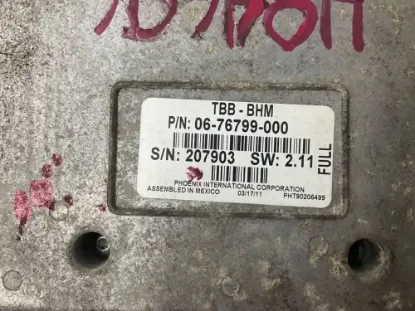 TBB - BHM
P/N: 06-76799-000
S/N: 207903 SW: 2.11
FULL
PHOENIX INTERNATIONAL CORPORATION
ASSEMBLED IN MEXICO 03/17/11 PHT90206499